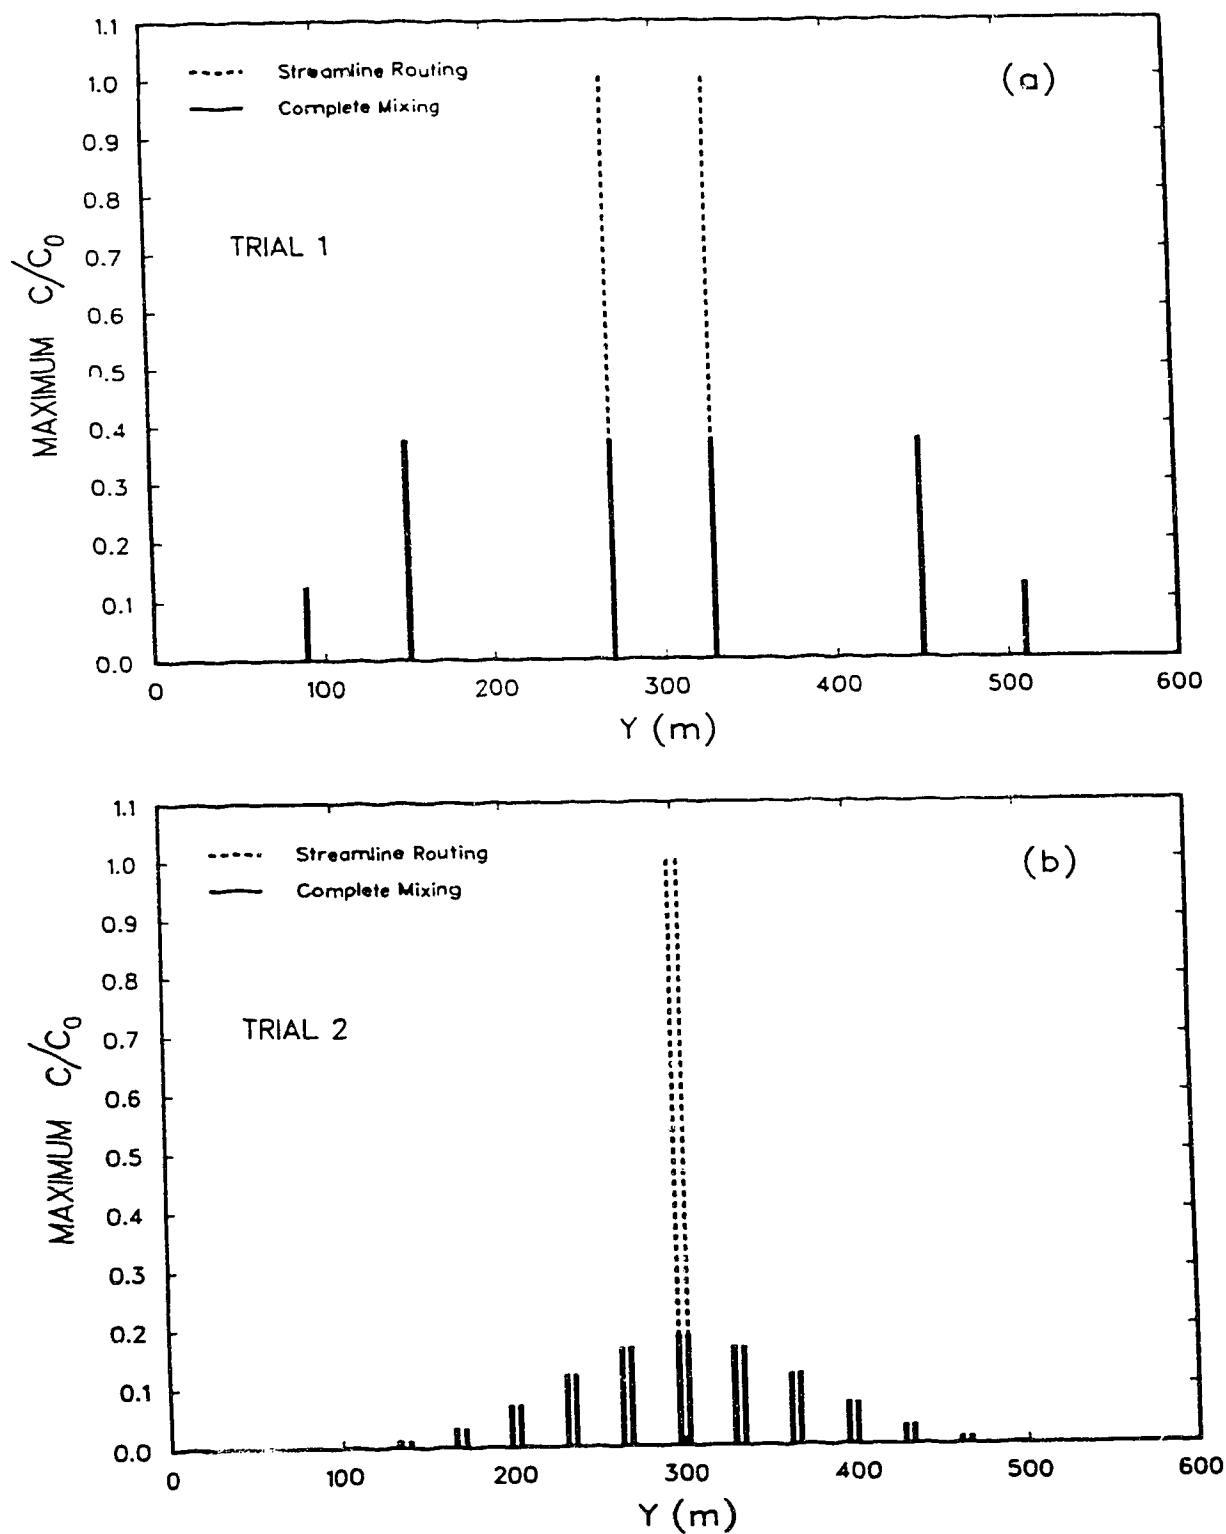 1.1
1.0
0.9
0.8
0.7
0.6
0.5
0.4
0.3
0.2
0.1
0.0
MAXIMUM C/C0
Streamline Routing
Complete Mixing
(a)
TRIAL 1
0 100 200 300 400 500 600
Y (m)
1.1
1.0
0.9
0.8
0.7
0.6
0.5
0.4
0.3
0.2
0.1
0.0
MAXIMUM C/C0
Streamline Routing
Complete Mixing
(b)
TRIAL 2
0 100 200 300 400 500 600
Y (m)